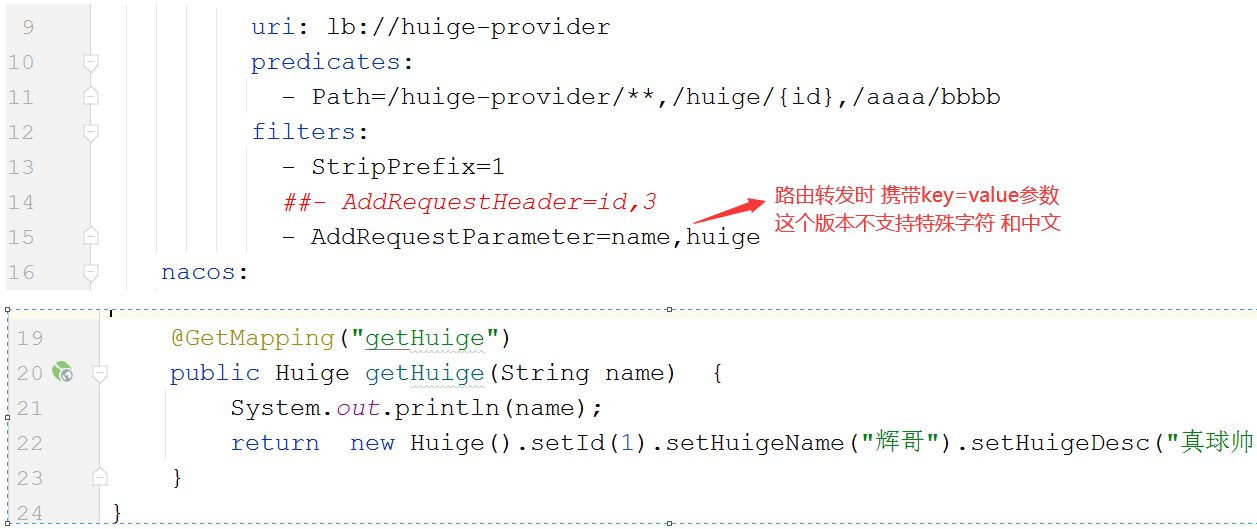 9 uri: lb://huige-provider
10 predicates:
11 - Path=/huige-provider/**,/huige/{id},/aaaa/bbbb
12 filters:
13 - StripPrefix=1
14 ##- AddRequestHeader=id,3
15 - AddRequestParameter=name,huige
16 nacos:
路由转发时 携带key=value参数
这个版本不支持特殊字符 和中文
19 @GetMapping("getHuige")
20 public Huige getHuige(String name) {
21 System.out.println(name);
22 return new Huige().setId(1).setHuigeName("辉哥").setHuigeDesc("真球帅
23 }
24 }